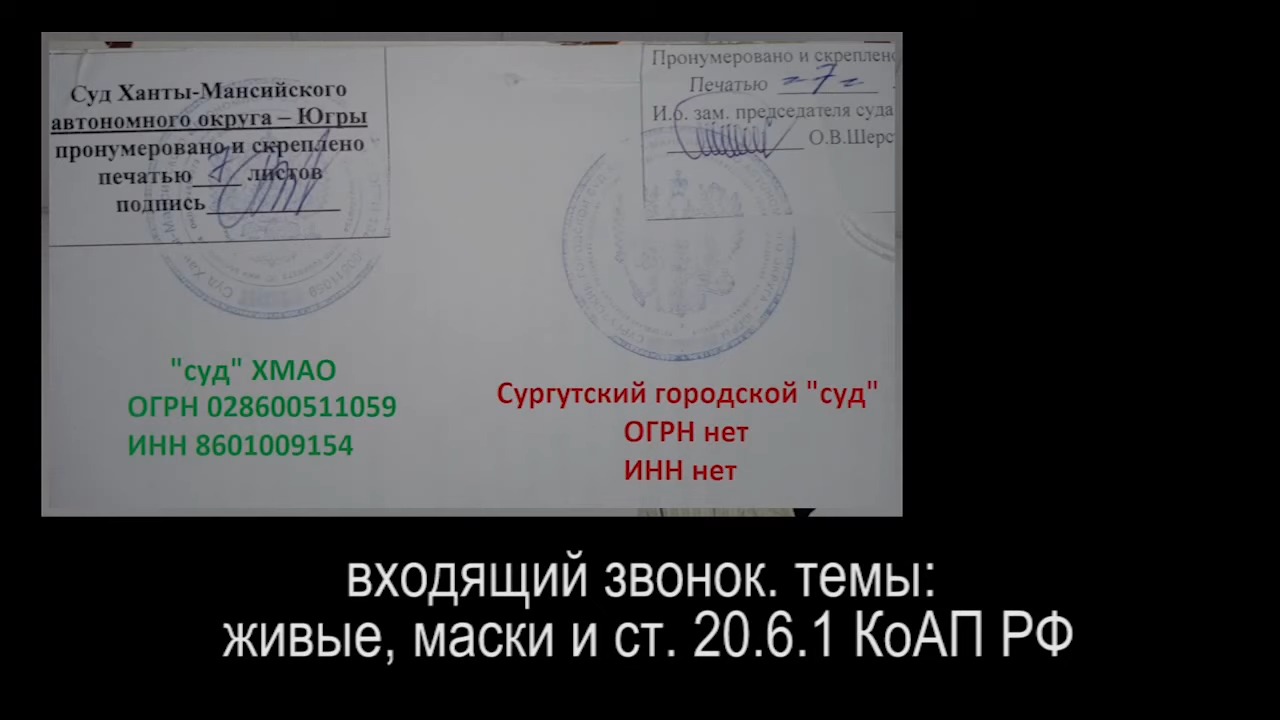 Суд Ханты-Мансийского
автономного округа – Югры
пронумеровано и скреплено
печатью 7 листов
подпись
Пронумеровано и скреплено
Печатью =7=
И.о. зам. председателя суда
О.В.Шерс
"суд" ХМАО
ОГРН 028600511059
ИНН 8601009154
Сургутский городской "суд"
ОГРН нет
ИНН нет
входящий звонок. темы:
живые, маски и ст. 20.6.1 КоАП РФ